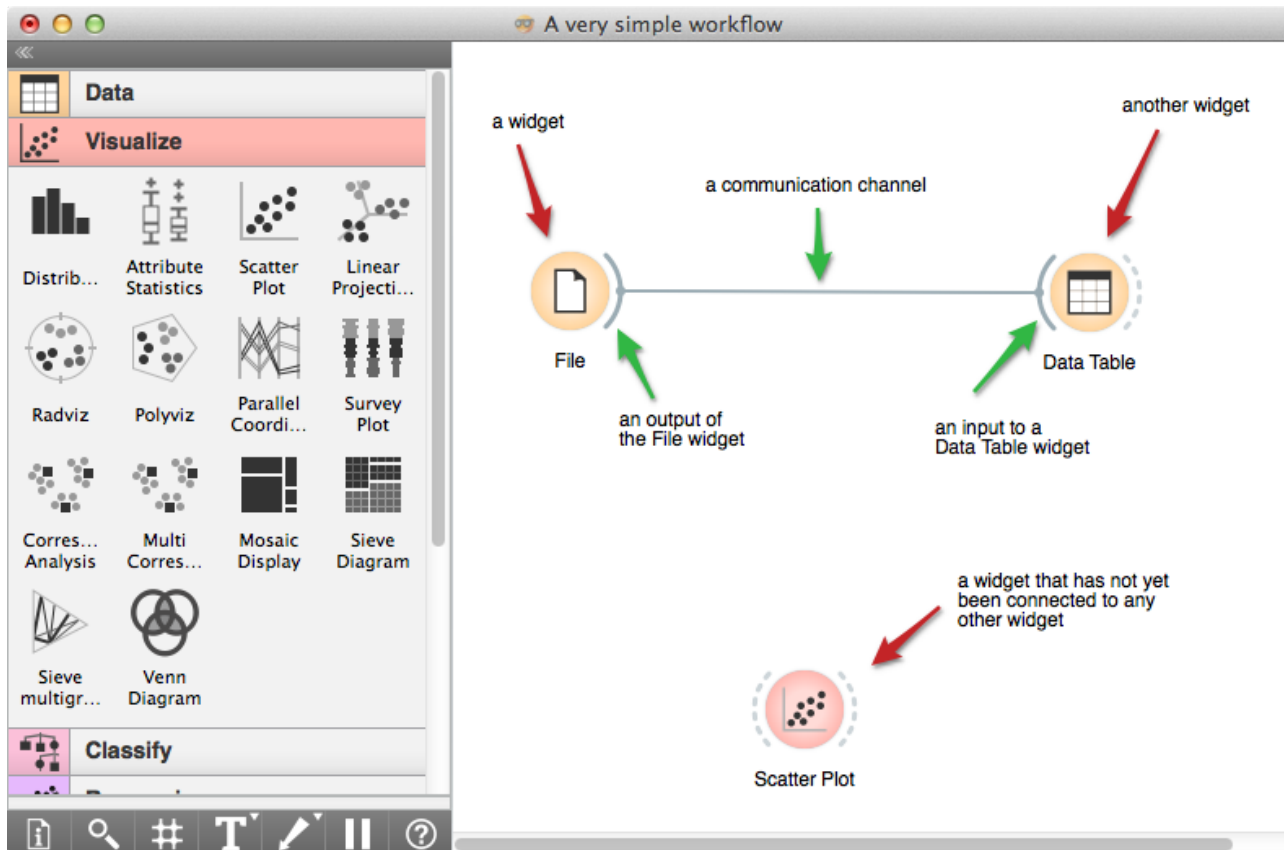 A very simple workflow
Data
Visualize
Distrib...
Attribute
Statistics
Scatter
Plot
Linear
Projecti...
Radviz
Polyviz
Parallel
Coordi...
Survey
Plot
Corres...
Analysis
Multi
Corres...
Mosaic
Display
Sieve
Diagram
Sieve
multigr...
Venn
Diagram
Classify
T
a widget
another widget
a communication channel
File
Data Table
an output of
the File widget
an input to a
Data Table widget
a widget that has not yet
been connected to any
other widget
Scatter Plot